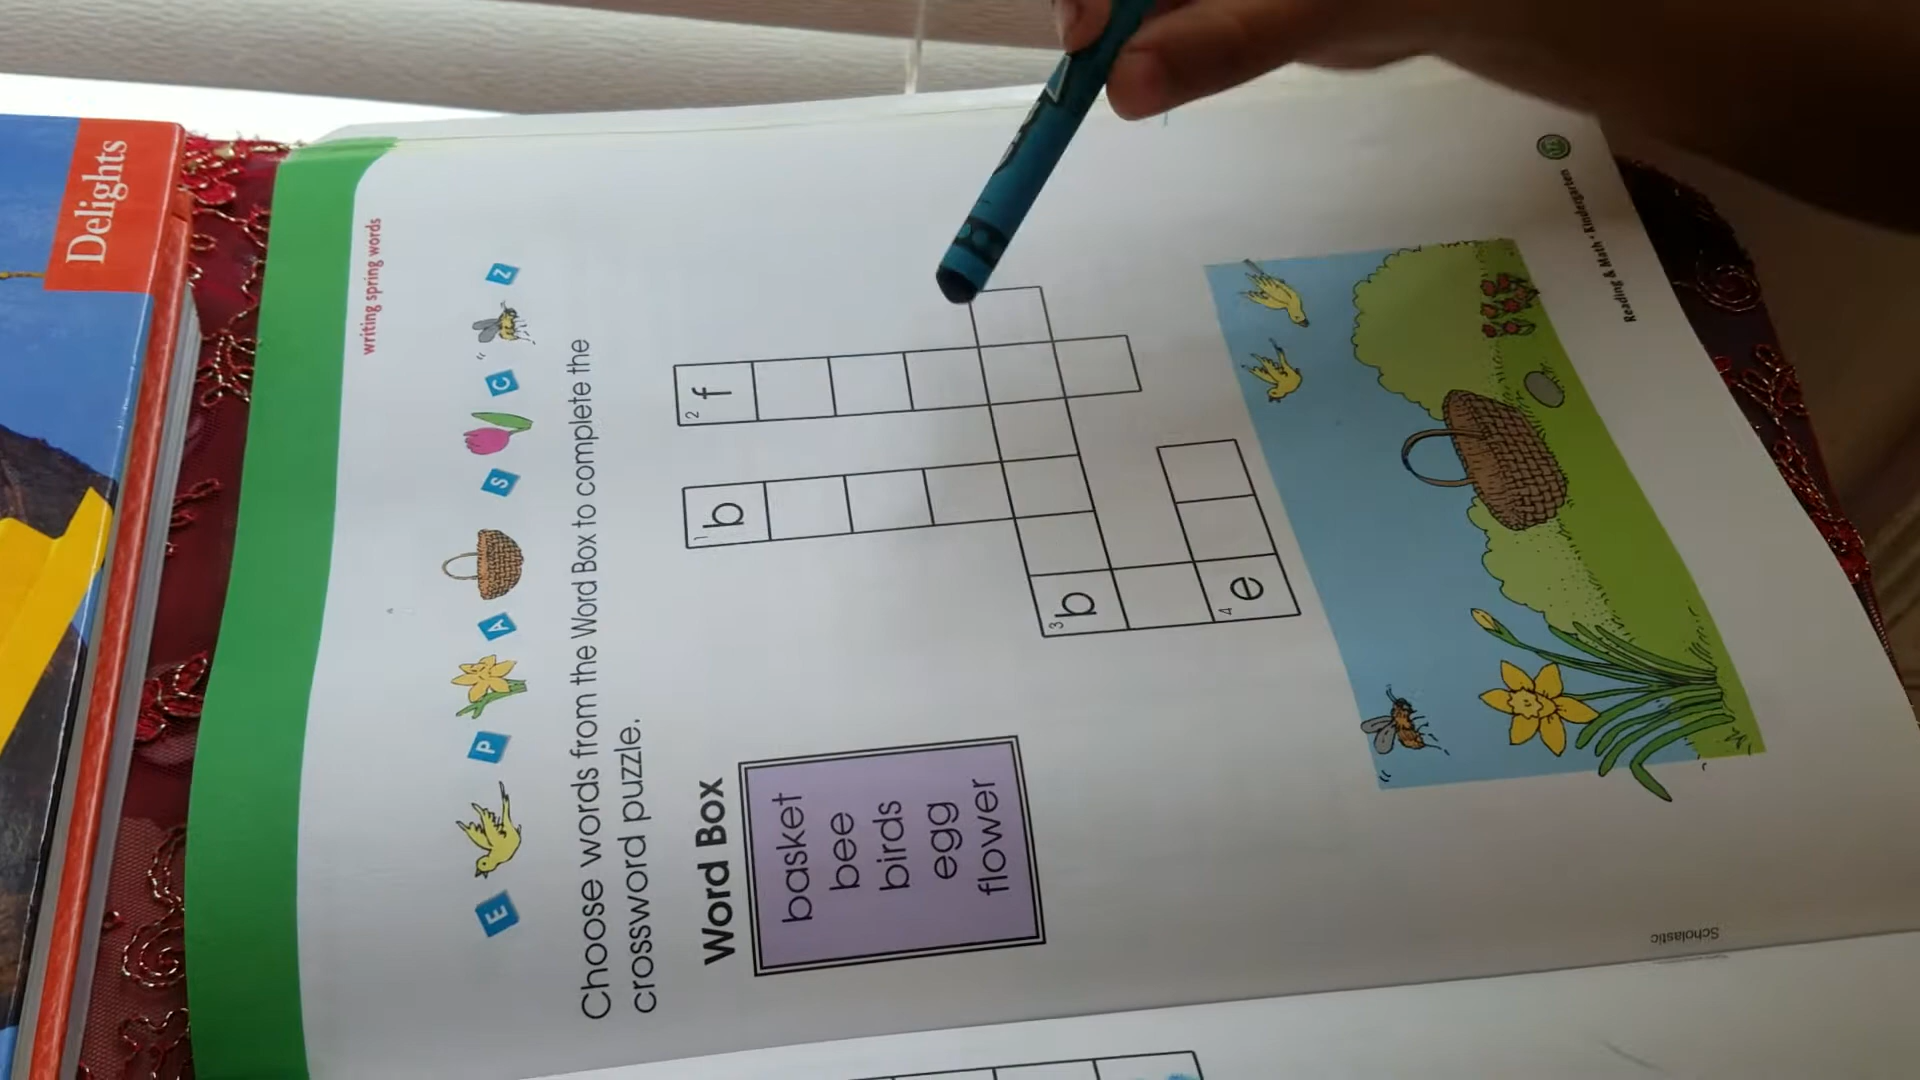 Delights
writing spring words
E P A S C Z
Choose words from the Word Box to complete the
crossword puzzle.
Word Box
basket
bee
birds
egg
flower
1 b
2 f
3 b
4 e
Scholastic
Reading & Math • Kindergarten